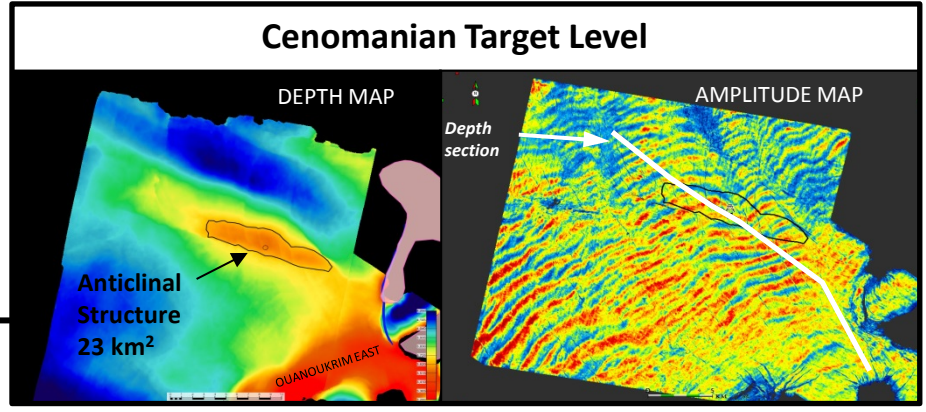 Cenomanian Target Level
DEPTH MAP
AMPLITUDE MAP
Depth
section
Anticlinal
Structure
23 km²
OUANOUKRIM EAST